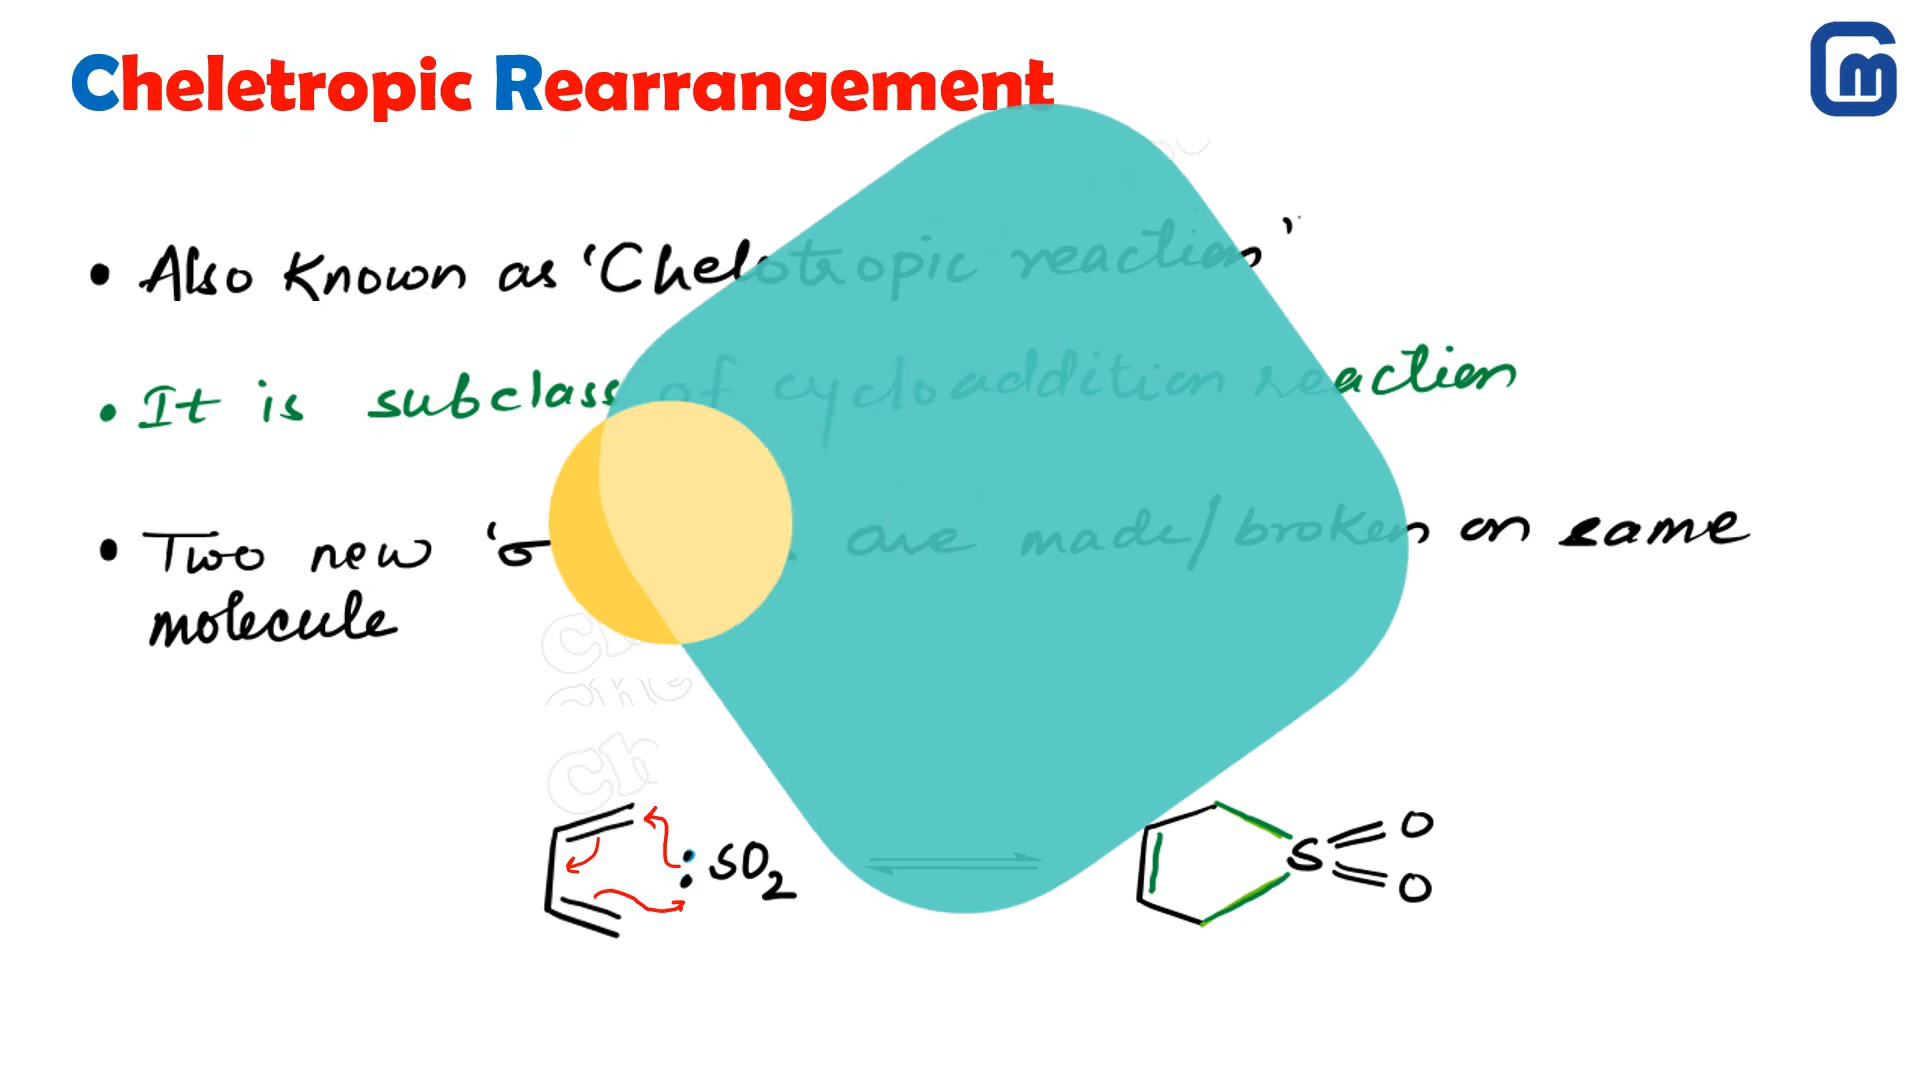 Cheletropic Rearrangement
• Also Known as 'Chelotropic reaction'
• It is subclass of cycloaddition reaction
• Two new 'σ are made/broken on same
molecule
:SO2
S O
O